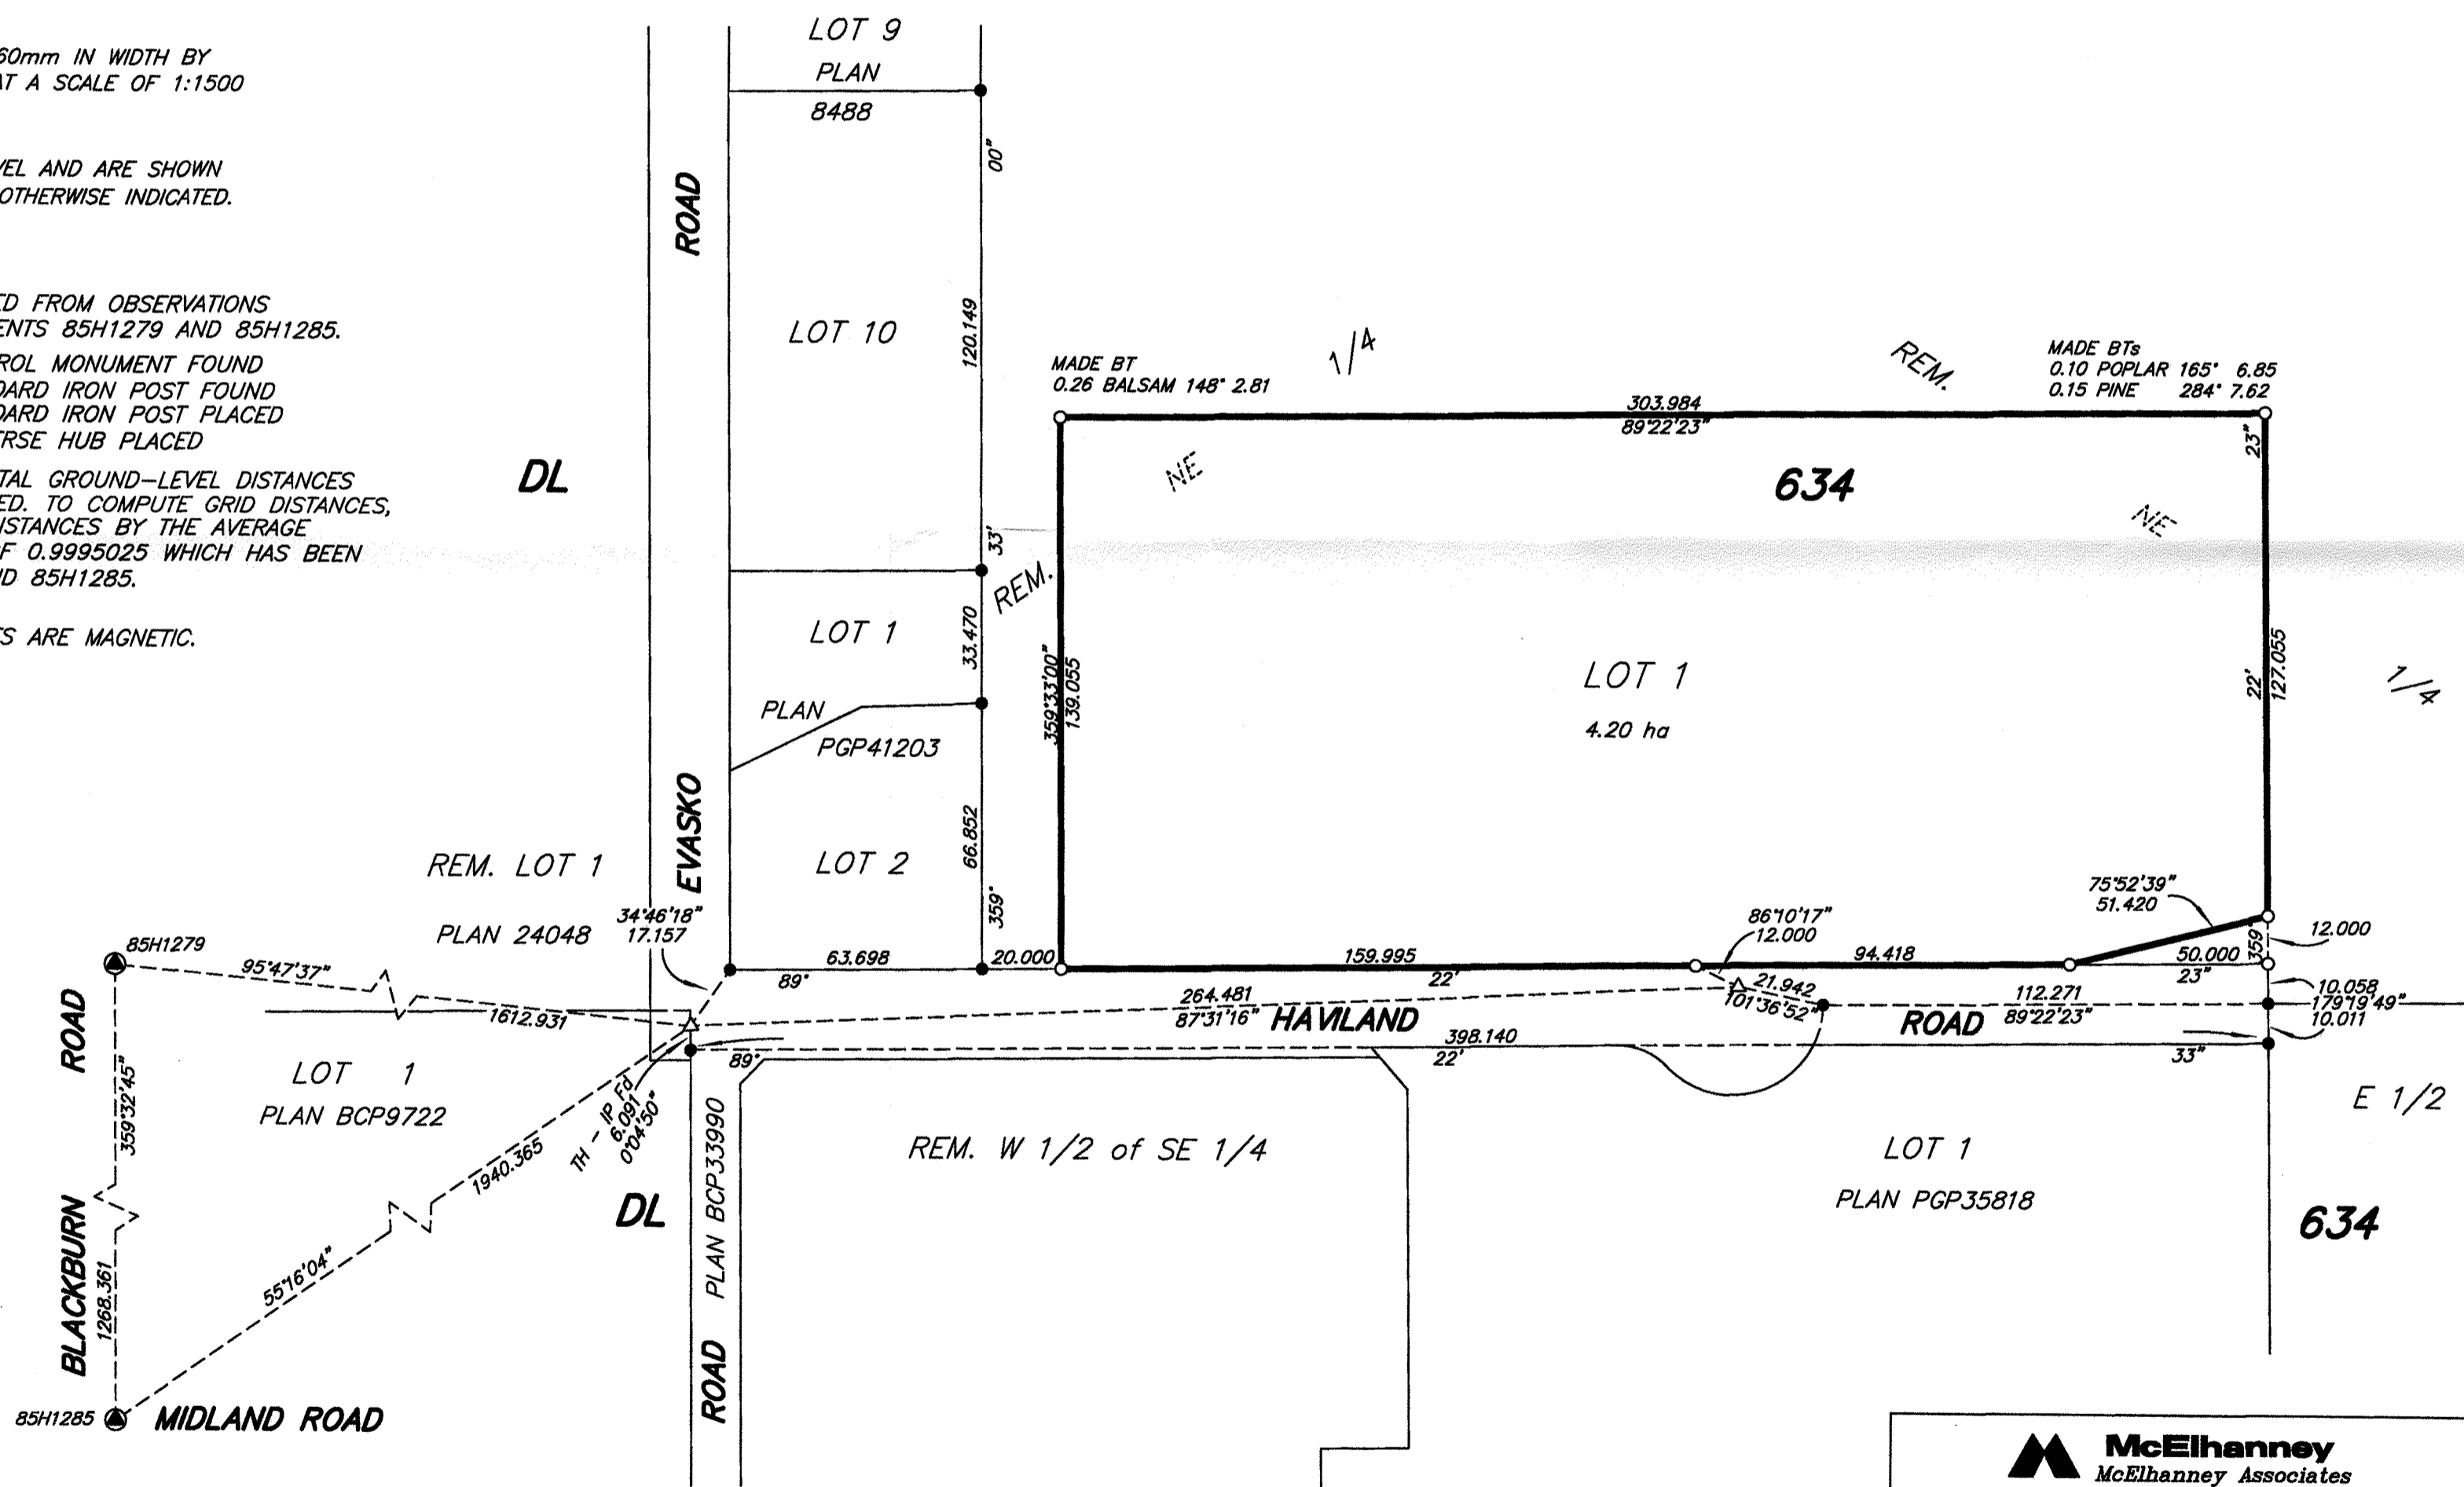 60mm IN WIDTH BY
AT A SCALE OF 1:1500
VEL AND ARE SHOWN
OTHERWISE INDICATED.
ED FROM OBSERVATIONS
ENTS 85H1279 AND 85H1285.
ROL MONUMENT FOUND
DARD IRON POST FOUND
DARD IRON POST PLACED
ERSE HUB PLACED
TAL GROUND-LEVEL DISTANCES
ED. TO COMPUTE GRID DISTANCES,
ISTANCES BY THE AVERAGE
F 0.9995025 WHICH HAS BEEN
ND 85H1285.
TS ARE MAGNETIC.
LOT 9
PLAN
8488
ROAD
00"
LOT 10
120.149
DL
33'
REM.
LOT 1
33.470
PLAN
PGP41203
EVASKO
LOT 2
66.852
359°
MADE BT
0.26 BALSAM 148° 2.81
1/4
REM.
MADE BTs
0.10 POPLAR 165° 6.85
0.15 PINE 284° 7.62
303.984
89°22'23"
23"
NE
634
NE
359°33'00"
139.055
LOT 1
4.20 ha
22'
127.055
1/4
REM. LOT 1
PLAN 24048
34°46'18"
17.157
75°52'39"
51.420
86°10'17"
12.000
359°
12.000
85H1279
95°47'37"
1612.931
63.698
89°
20.000
159.995
22'
94.418
50.000
23"
264.481
87°31'16"
HAVILAND
21.942
101°36'52"
ROAD
112.271
89°22'23"
10.058
179°19'49"
10.011
398.140
89°
22'
33"
ROAD
359°32'45"
LOT 1
PLAN BCP9722
TH - IP Fd
6.091
0°04'50"
1940.365
55°16'04"
BLACKBURN
1268.361
85H1285
MIDLAND ROAD
DL
ROAD
PLAN BCP33990
REM. W 1/2 of SE 1/4
LOT 1
PLAN PGP35818
E 1/2
634
McElhanney
McElhanney Associates